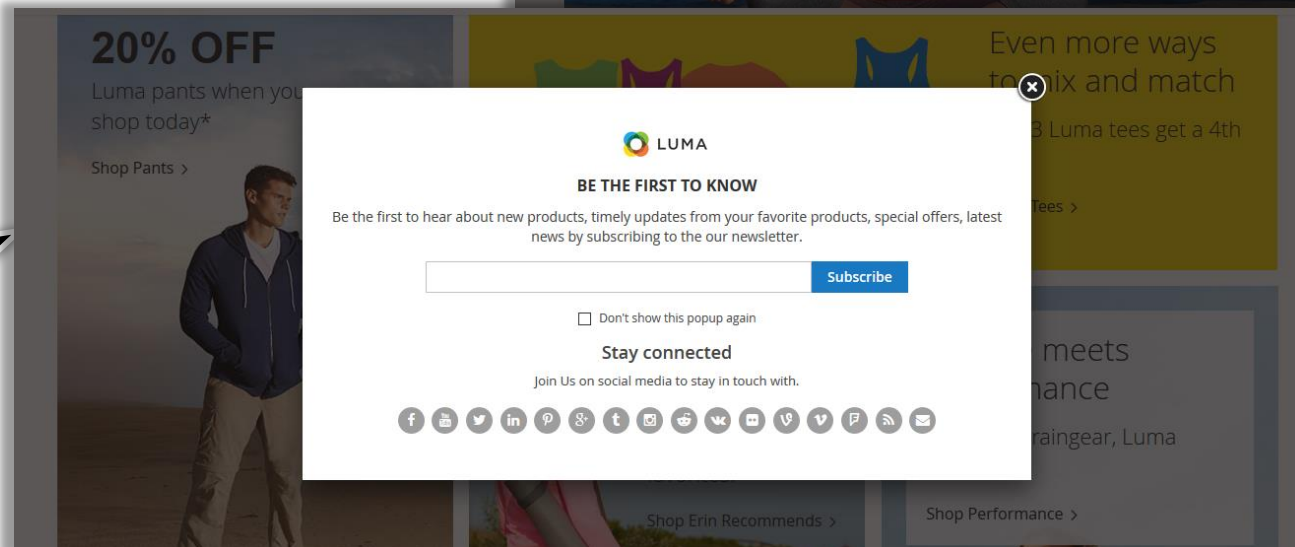 20% OFF
Luma pants when you
shop today*
Shop Pants >
Even more ways
to mix and match
3 Luma tees get a 4th
Tees >
LUMA
BE THE FIRST TO KNOW
Be the first to hear about new products, timely updates from your favorite products, special offers, latest
news by subscribing to the our newsletter.
Subscribe
Don't show this popup again
Stay connected
Join Us on social media to stay in touch with.
meets
raingear, Luma
Shop Erin Recommends >
Shop Performance >